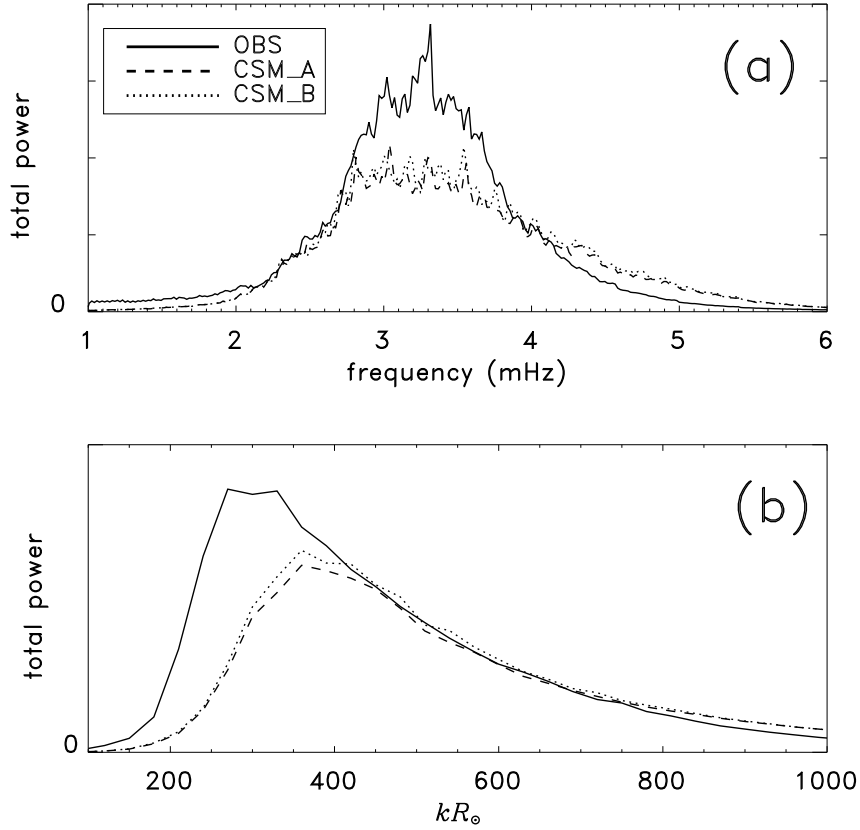 OBS
CSM_A
CSM_B
(a)
total power
0
1 2 3 4 5 6
frequency (mHz)
(b)
total power
0
200 400 600 800 1000
kR☉